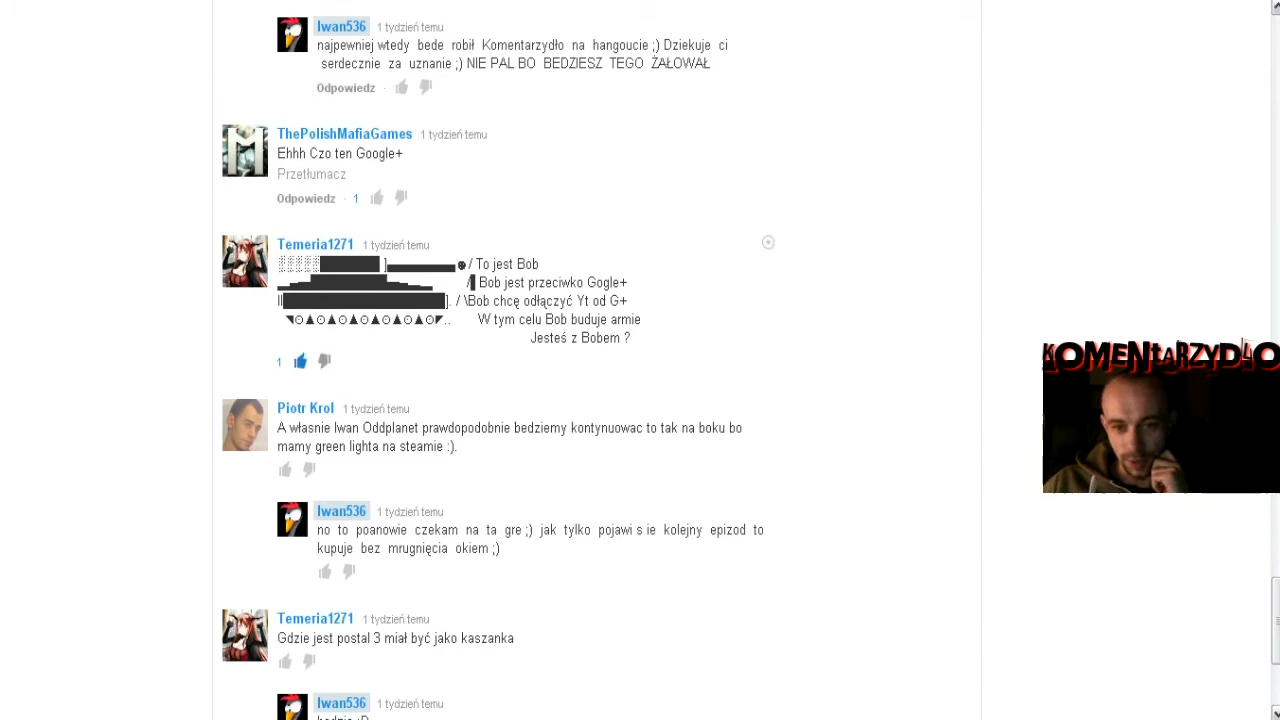 Iwan536 1 tydzień temu
najpewniej wtedy bede robił Komentarzydło na hangoucie ;) Dziekuje ci
serdecznie za uznanie ;) NIE PAL BO BEDZIESZ TEGO ŻAŁOWAŁ
Odpowiedz ·
ThePolishMafiaGames 1 tydzień temu
Ehhh Czo ten Google+
Przetłumacz
Odpowiedz · 1
Temeria1271 1 tydzień temu
░░░░░███████ ]▄▄▄▄▄▄▄▄☻/ To jest Bob
▂▄▅█████████▅▄▃▂ /▌ Bob jest przeciwko Gogle+
Il███████████████████]. / \Bob chcę odłączyć Yt od G+
◥⊙▲⊙▲⊙▲⊙▲⊙▲⊙▲⊙◤.. W tym celu Bob buduje armie
Jesteś z Bobem ?
1
Piotr Krol 1 tydzień temu
A własnie Iwan Oddplanet prawdopodobnie bedziemy kontynuowac to tak na boku bo
mamy green lighta na steamie :).
Iwan536 1 tydzień temu
no to poanowie czekam na ta gre ;) jak tylko pojawi s ie kolejny epizod to
kupuje bez mrugnięcia okiem ;)
Temeria1271 1 tydzień temu
Gdzie jest postal 3 miał być jako kaszanka
Iwan536 1 tydzień temu
KOMENTARZYDŁO